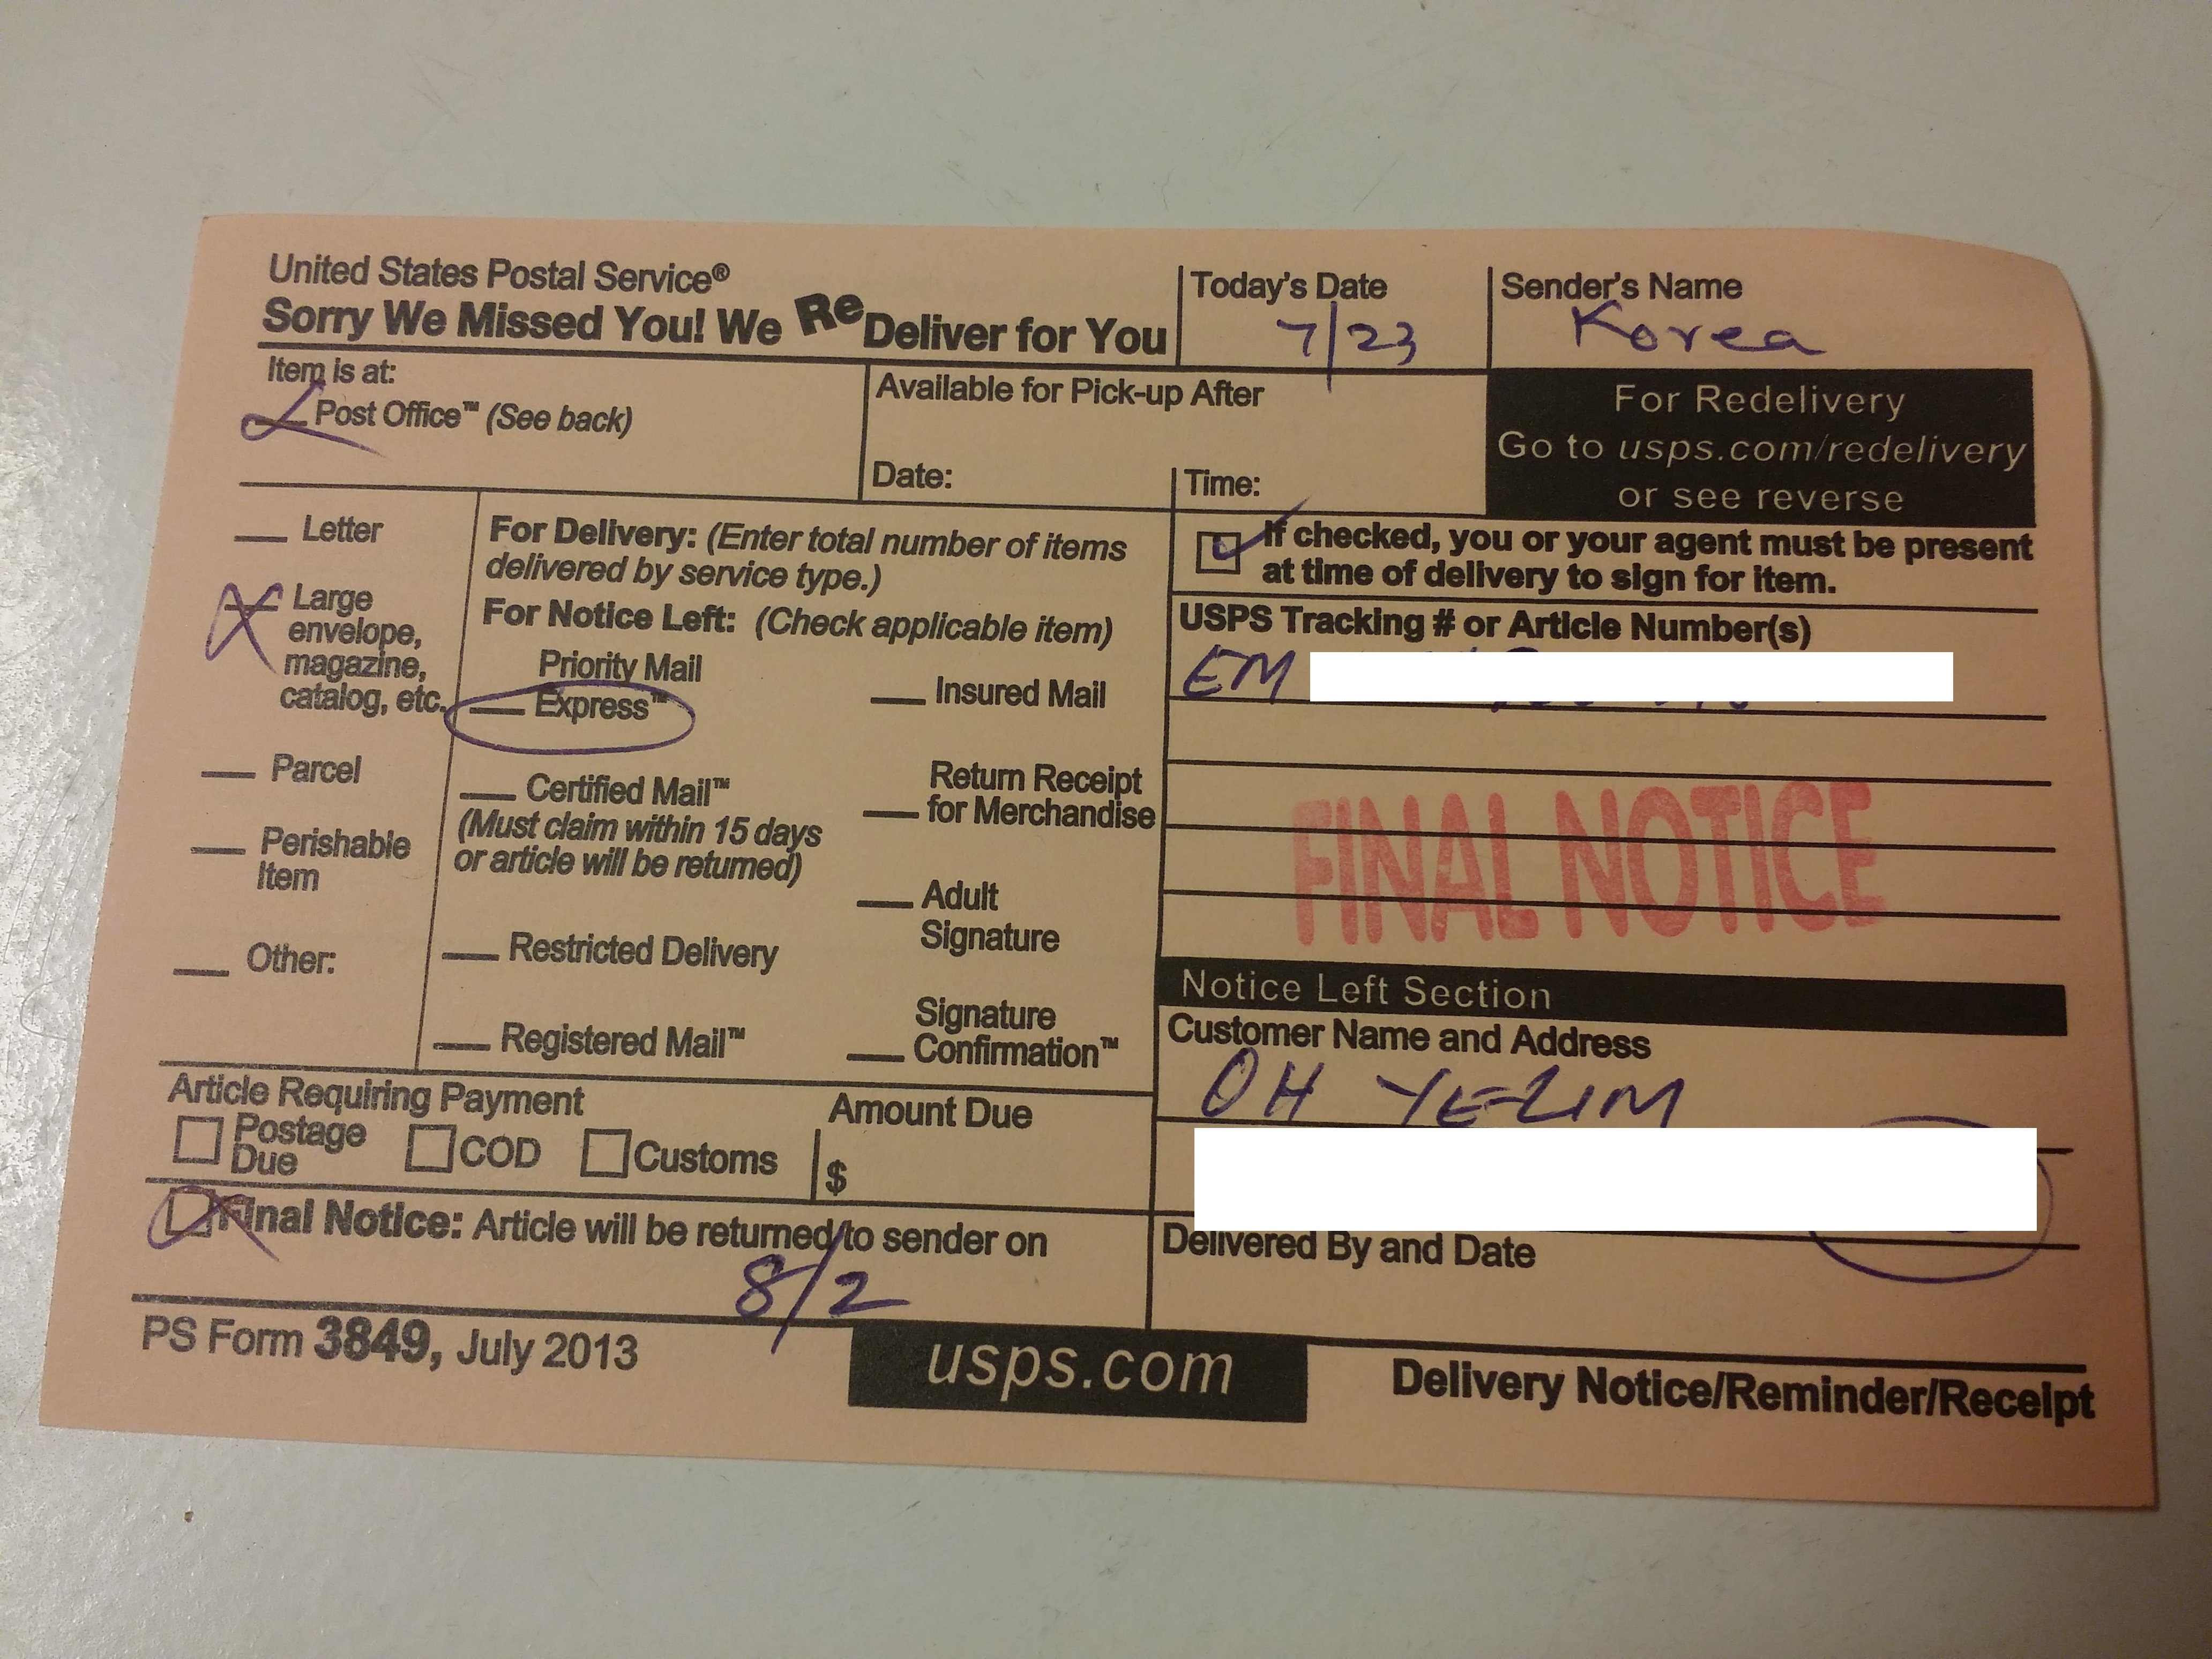 United States Postal Service®
Sorry We Missed You! We ReDeliver for You
Today's Date
7/23
Sender's Name
Korea
Item is at:
Post Office™ (See back)
Available for Pick-up After
Date:
Time:
For Redelivery
Go to usps.com/redelivery
or see reverse
Letter
Large
envelope,
magazine,
catalog, etc.
Parcel
Perishable
Item
Other:
For Delivery: (Enter total number of items
delivered by service type.)
For Notice Left: (Check applicable item)
Priority Mail
Express™
Certified Mail™
(Must claim within 15 days
or article will be returned)
Restricted Delivery
Registered Mail™
Insured Mail
Return Receipt
for Merchandise
Adult
Signature
Signature
Confirmation™
If checked, you or your agent must be present
at time of delivery to sign for item.
USPS Tracking # or Article Number(s)
EM
FINAL NOTICE
Notice Left Section
Customer Name and Address
OH YE-LIM
Delivered By and Date
Article Requiring Payment
Postage
Due
COD
Customs
Amount Due
$
Final Notice: Article will be returned to sender on
8/2
PS Form 3849, July 2013
usps.com
Delivery Notice/Reminder/Receipt